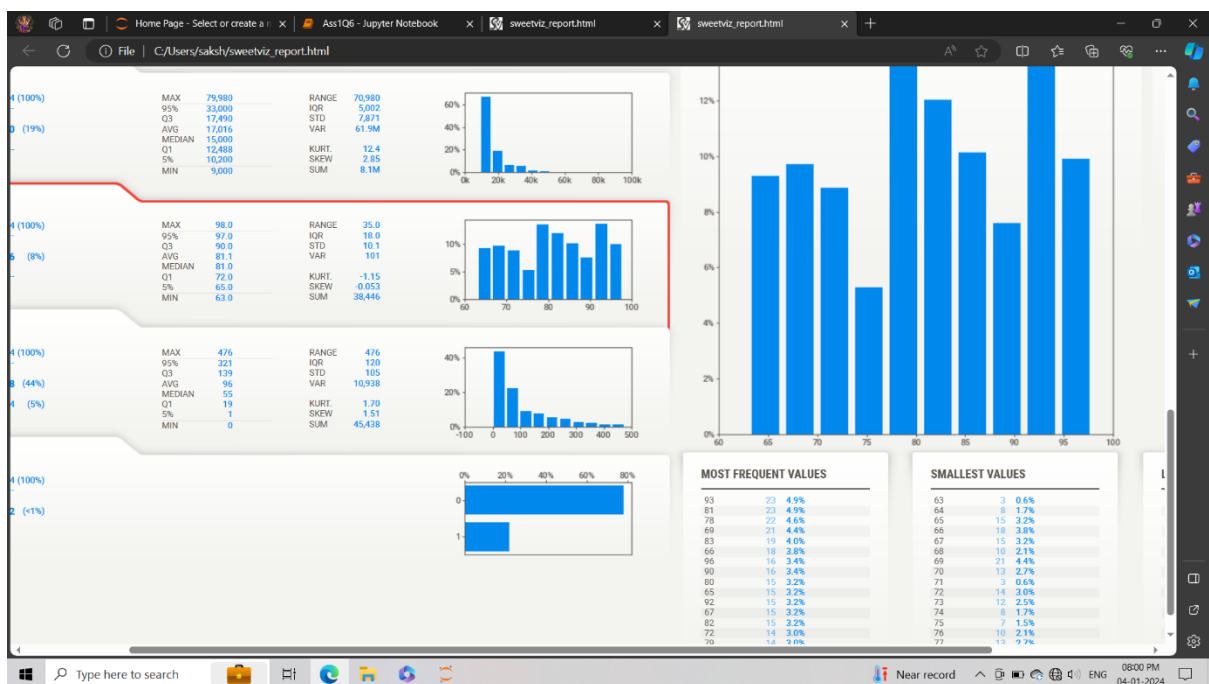 Home Page - Select or create a n
Ass1Q6 - Jupyter Notebook
sweetviz_report.html
sweetviz_report.html
File | C:/Users/saksh/sweetviz_report.html
4 (100%)
0 (19%)
MAX 79,980
95% 33,000
Q3 17,490
AVG 17,016
MEDIAN 15,000
Q1 12,488
5% 10,200
MIN 9,000
RANGE 70,980
IQR 5,002
STD 7,871
VAR 61.9M
KURT. 12.4
SKEW 2.85
SUM 8.1M
60%
40%
20%
0%
0k 20k 40k 60k 80k 100k
4 (100%)
6 (8%)
MAX 98.0
95% 97.0
Q3 90.0
AVG 81.1
MEDIAN 81.0
Q1 72.0
5% 65.0
MIN 63.0
RANGE 35.0
IQR 18.0
STD 10.1
VAR 101
KURT. -1.15
SKEW -0.053
SUM 38,446
10%
5%
0%
60 70 80 90 100
4 (100%)
8 (44%)
4 (5%)
MAX 476
95% 321
Q3 139
AVG 96
MEDIAN 55
Q1 19
5% 1
MIN 0
RANGE 476
IQR 120
STD 105
VAR 10,938
KURT. 1.70
SKEW 1.51
SUM 45,438
40%
20%
0%
-100 0 100 200 300 400 500
4 (100%)
2 (<1%)
0% 20% 40% 60% 80%
0
1
12%
10%
8%
6%
4%
2%
0%
60 65 70 75 80 85 90 95 100
MOST FREQUENT VALUES
93 23 4.9%
81 23 4.9%
78 22 4.6%
69 21 4.4%
83 19 4.0%
66 18 3.8%
96 16 3.4%
90 16 3.4%
80 15 3.2%
65 15 3.2%
92 15 3.2%
67 15 3.2%
82 15 3.2%
72 14 3.0%
79 14 3.0%
SMALLEST VALUES
63 3 0.6%
64 8 1.7%
65 15 3.2%
66 18 3.8%
67 15 3.2%
68 10 2.1%
69 21 4.4%
70 13 2.7%
71 3 0.6%
72 14 3.0%
73 12 2.5%
74 8 1.7%
75 7 1.5%
76 10 2.1%
77 13 2.7%
L
Type here to search
Near record
ENG
08:00 PM
04-01-2024